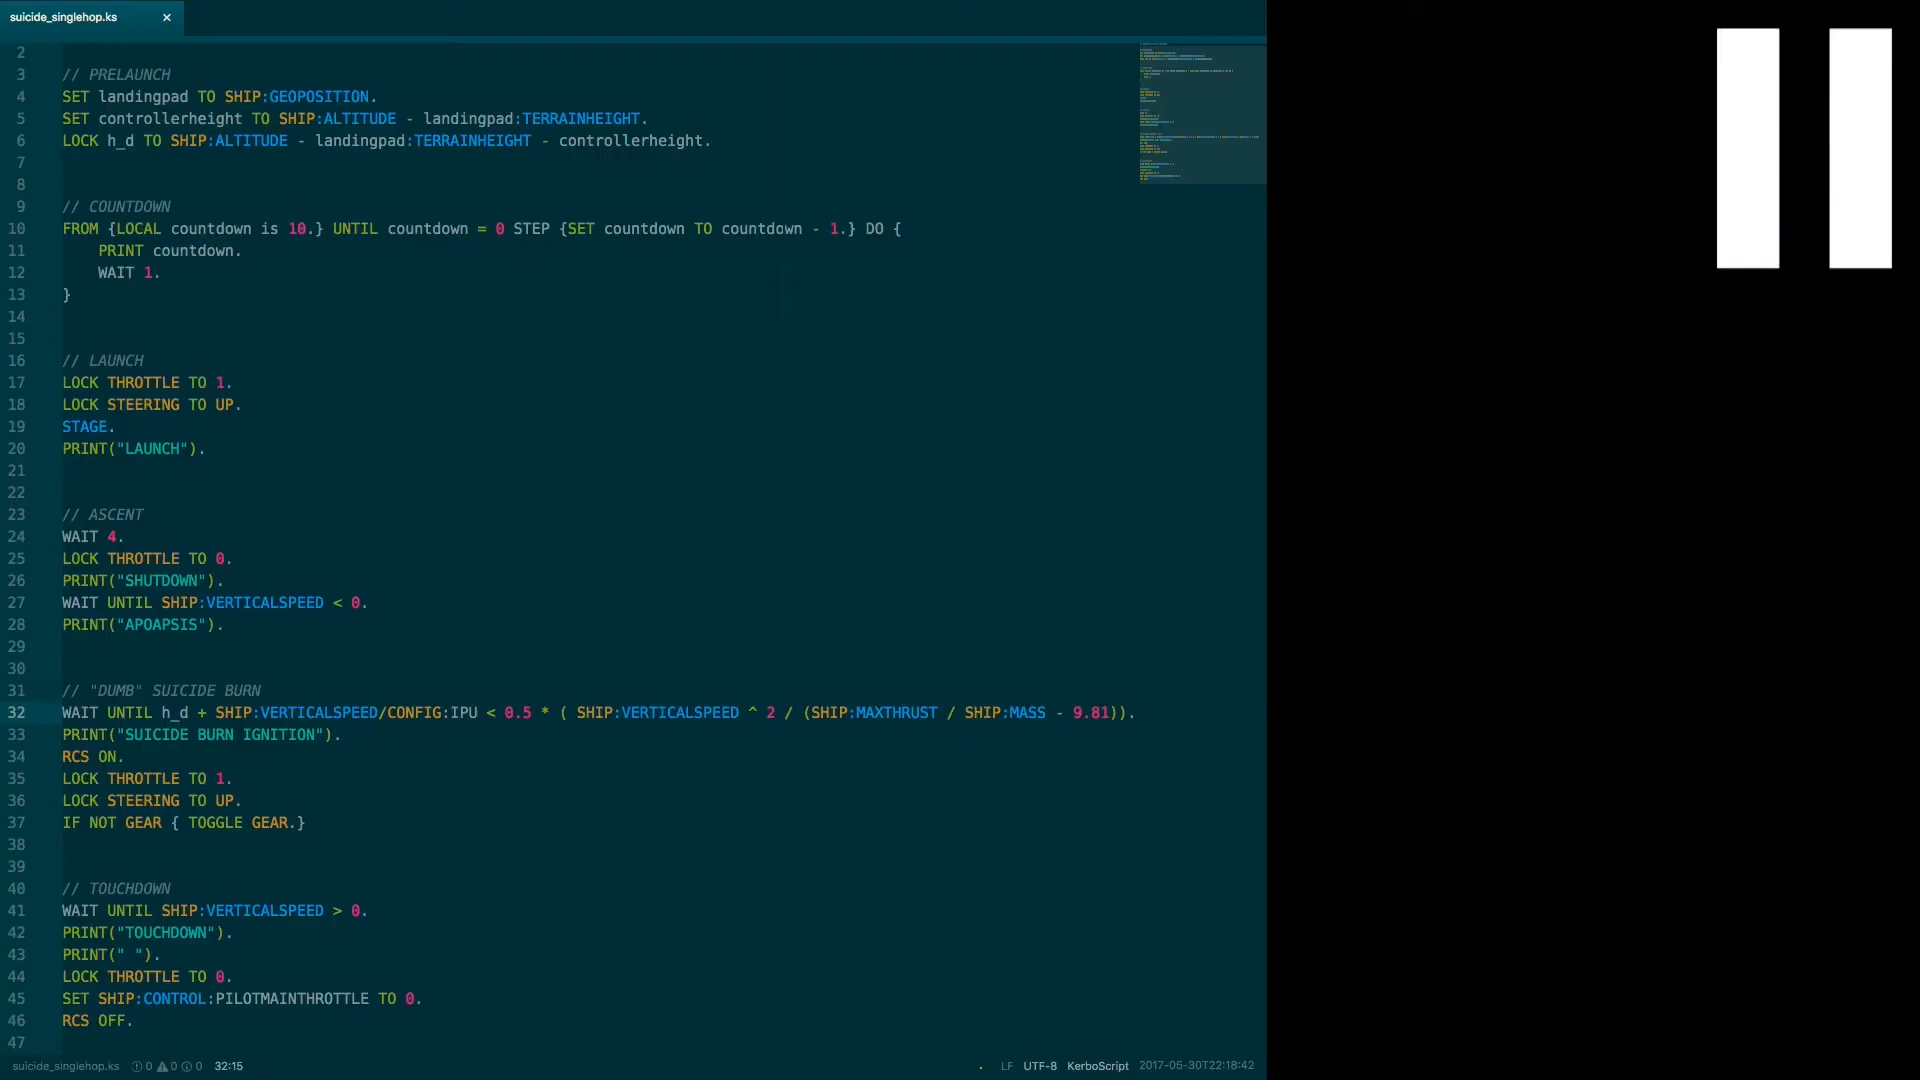 suicide_singlehop.ks ×
2
3 // PRELAUNCH
4 SET landingpad TO SHIP:GEOPOSITION.
5 SET controllerheight TO SHIP:ALTITUDE - landingpad:TERRAINHEIGHT.
6 LOCK h_d TO SHIP:ALTITUDE - landingpad:TERRAINHEIGHT - controllerheight.
7
8
9 // COUNTDOWN
10 FROM {LOCAL countdown is 10.} UNTIL countdown = 0 STEP {SET countdown TO countdown - 1.} DO {
11     PRINT countdown.
12     WAIT 1.
13 }
14
15
16 // LAUNCH
17 LOCK THROTTLE TO 1.
18 LOCK STEERING TO UP.
19 STAGE.
20 PRINT("LAUNCH").
21
22
23 // ASCENT
24 WAIT 4.
25 LOCK THROTTLE TO 0.
26 PRINT("SHUTDOWN").
27 WAIT UNTIL SHIP:VERTICALSPEED < 0.
28 PRINT("APOAPSIS").
29
30
31 // "DUMB" SUICIDE BURN
32 WAIT UNTIL h_d + SHIP:VERTICALSPEED/CONFIG:IPU < 0.5 * ( SHIP:VERTICALSPEED ^ 2 / (SHIP:MAXTHRUST / SHIP:MASS - 9.81)).
33 PRINT("SUICIDE BURN IGNITION").
34 RCS ON.
35 LOCK THROTTLE TO 1.
36 LOCK STEERING TO UP.
37 IF NOT GEAR { TOGGLE GEAR.}
38
39
40 // TOUCHDOWN
41 WAIT UNTIL SHIP:VERTICALSPEED > 0.
42 PRINT("TOUCHDOWN").
43 PRINT(" ").
44 LOCK THROTTLE TO 0.
45 SET SHIP:CONTROL:PILOTMAINTHROTTLE TO 0.
46 RCS OFF.
47
suicide_singlehop.ks 0 0 0 32:15 LF UTF-8 KerboScript 2017-05-30T22:18:42